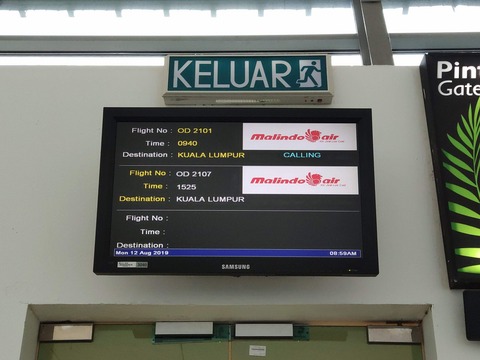 KELUAR
Pint
Gate
Flight No : OD 2101
Malindo air
Time : 0940
Destination : KUALA LUMPUR CALLING
Flight No : OD 2107
Malindo air
Time : 1525
Destination : KUALA LUMPUR
Flight No :
Time :
Destination :
Mon 12 Aug 2019 08:59AM
SAMSUNG